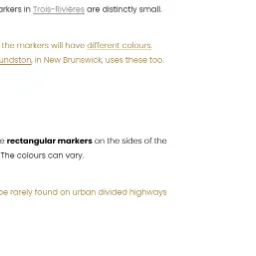 arkers in Trois-Rivières are distinctly small.
the markers will have different colours.
undston, in New Brunswick, uses these too.
e rectangular markers on the sides of the
The colours can vary.
be rarely found on urban divided highways